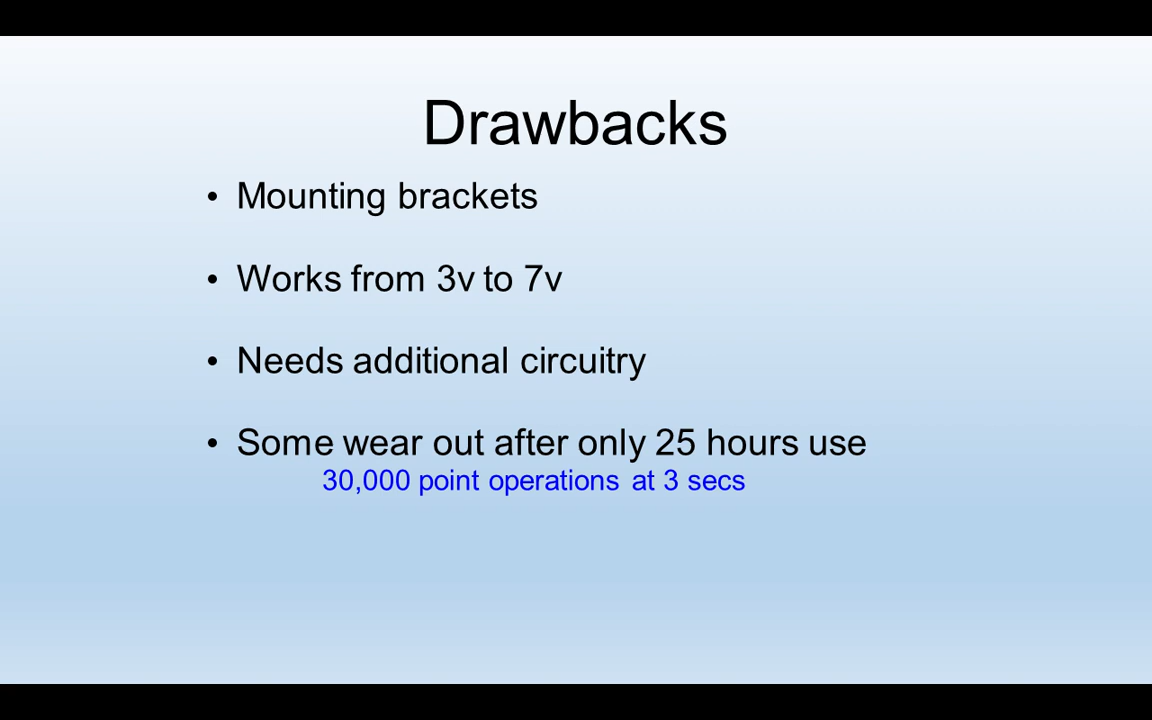 Drawbacks
• Mounting brackets
• Works from 3v to 7v
• Needs additional circuitry
• Some wear out after only 25 hours use
30,000 point operations at 3 secs